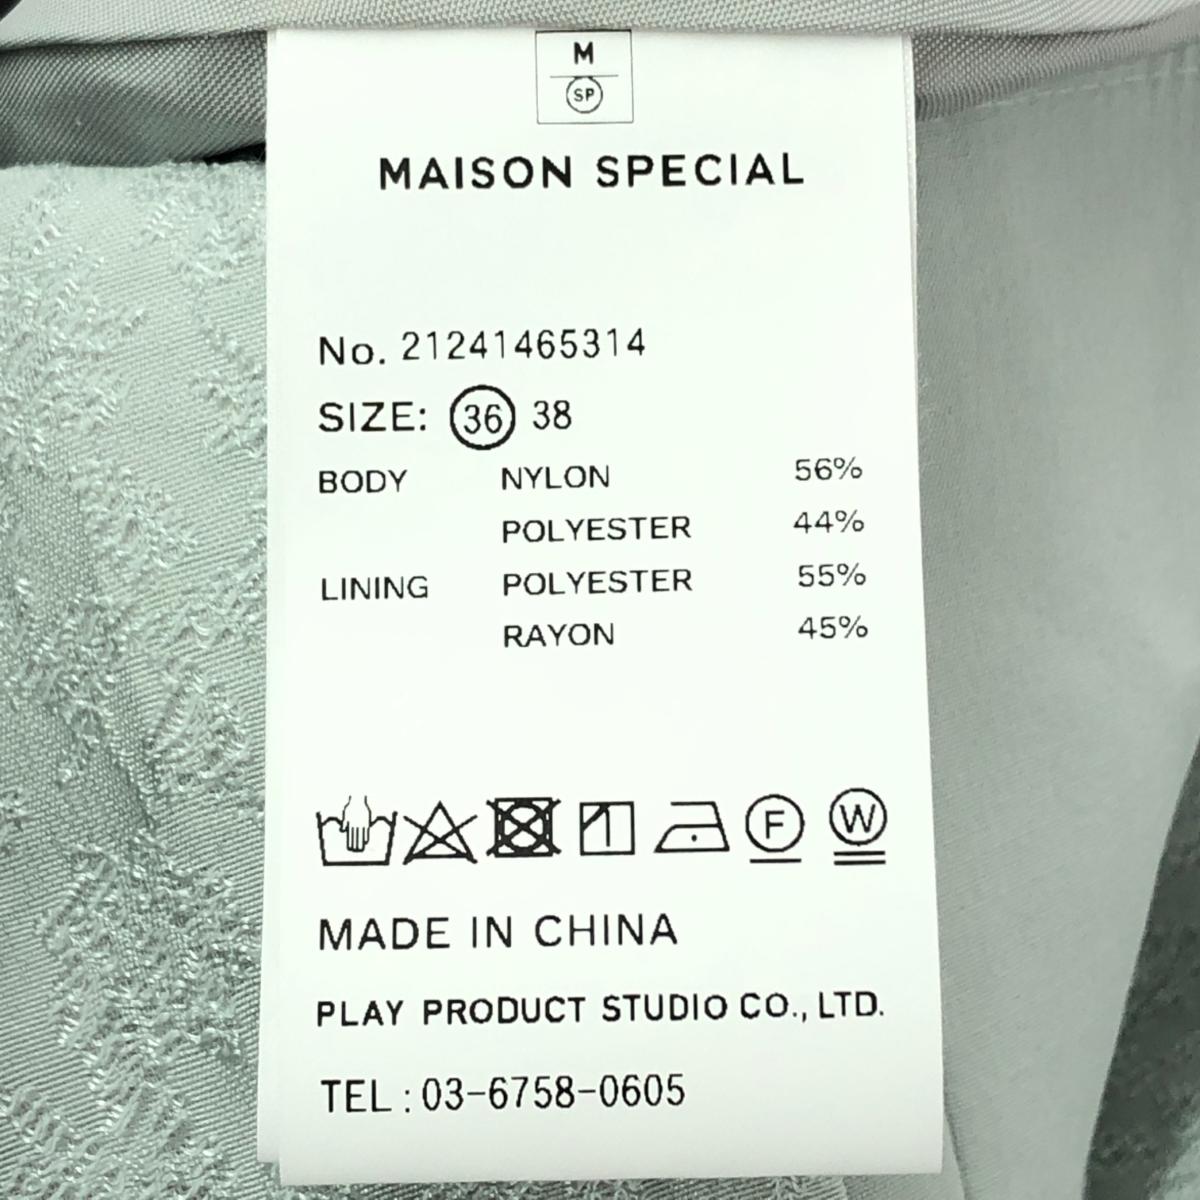 M
SP
MAISON SPECIAL
No. 21241465314
SIZE: 36 38
BODY NYLON 56%
POLYESTER 44%
LINING POLYESTER 55%
RAYON 45%
F W
MADE IN CHINA
PLAY PRODUCT STUDIO CO., LTD.
TEL : 03-6758-0605